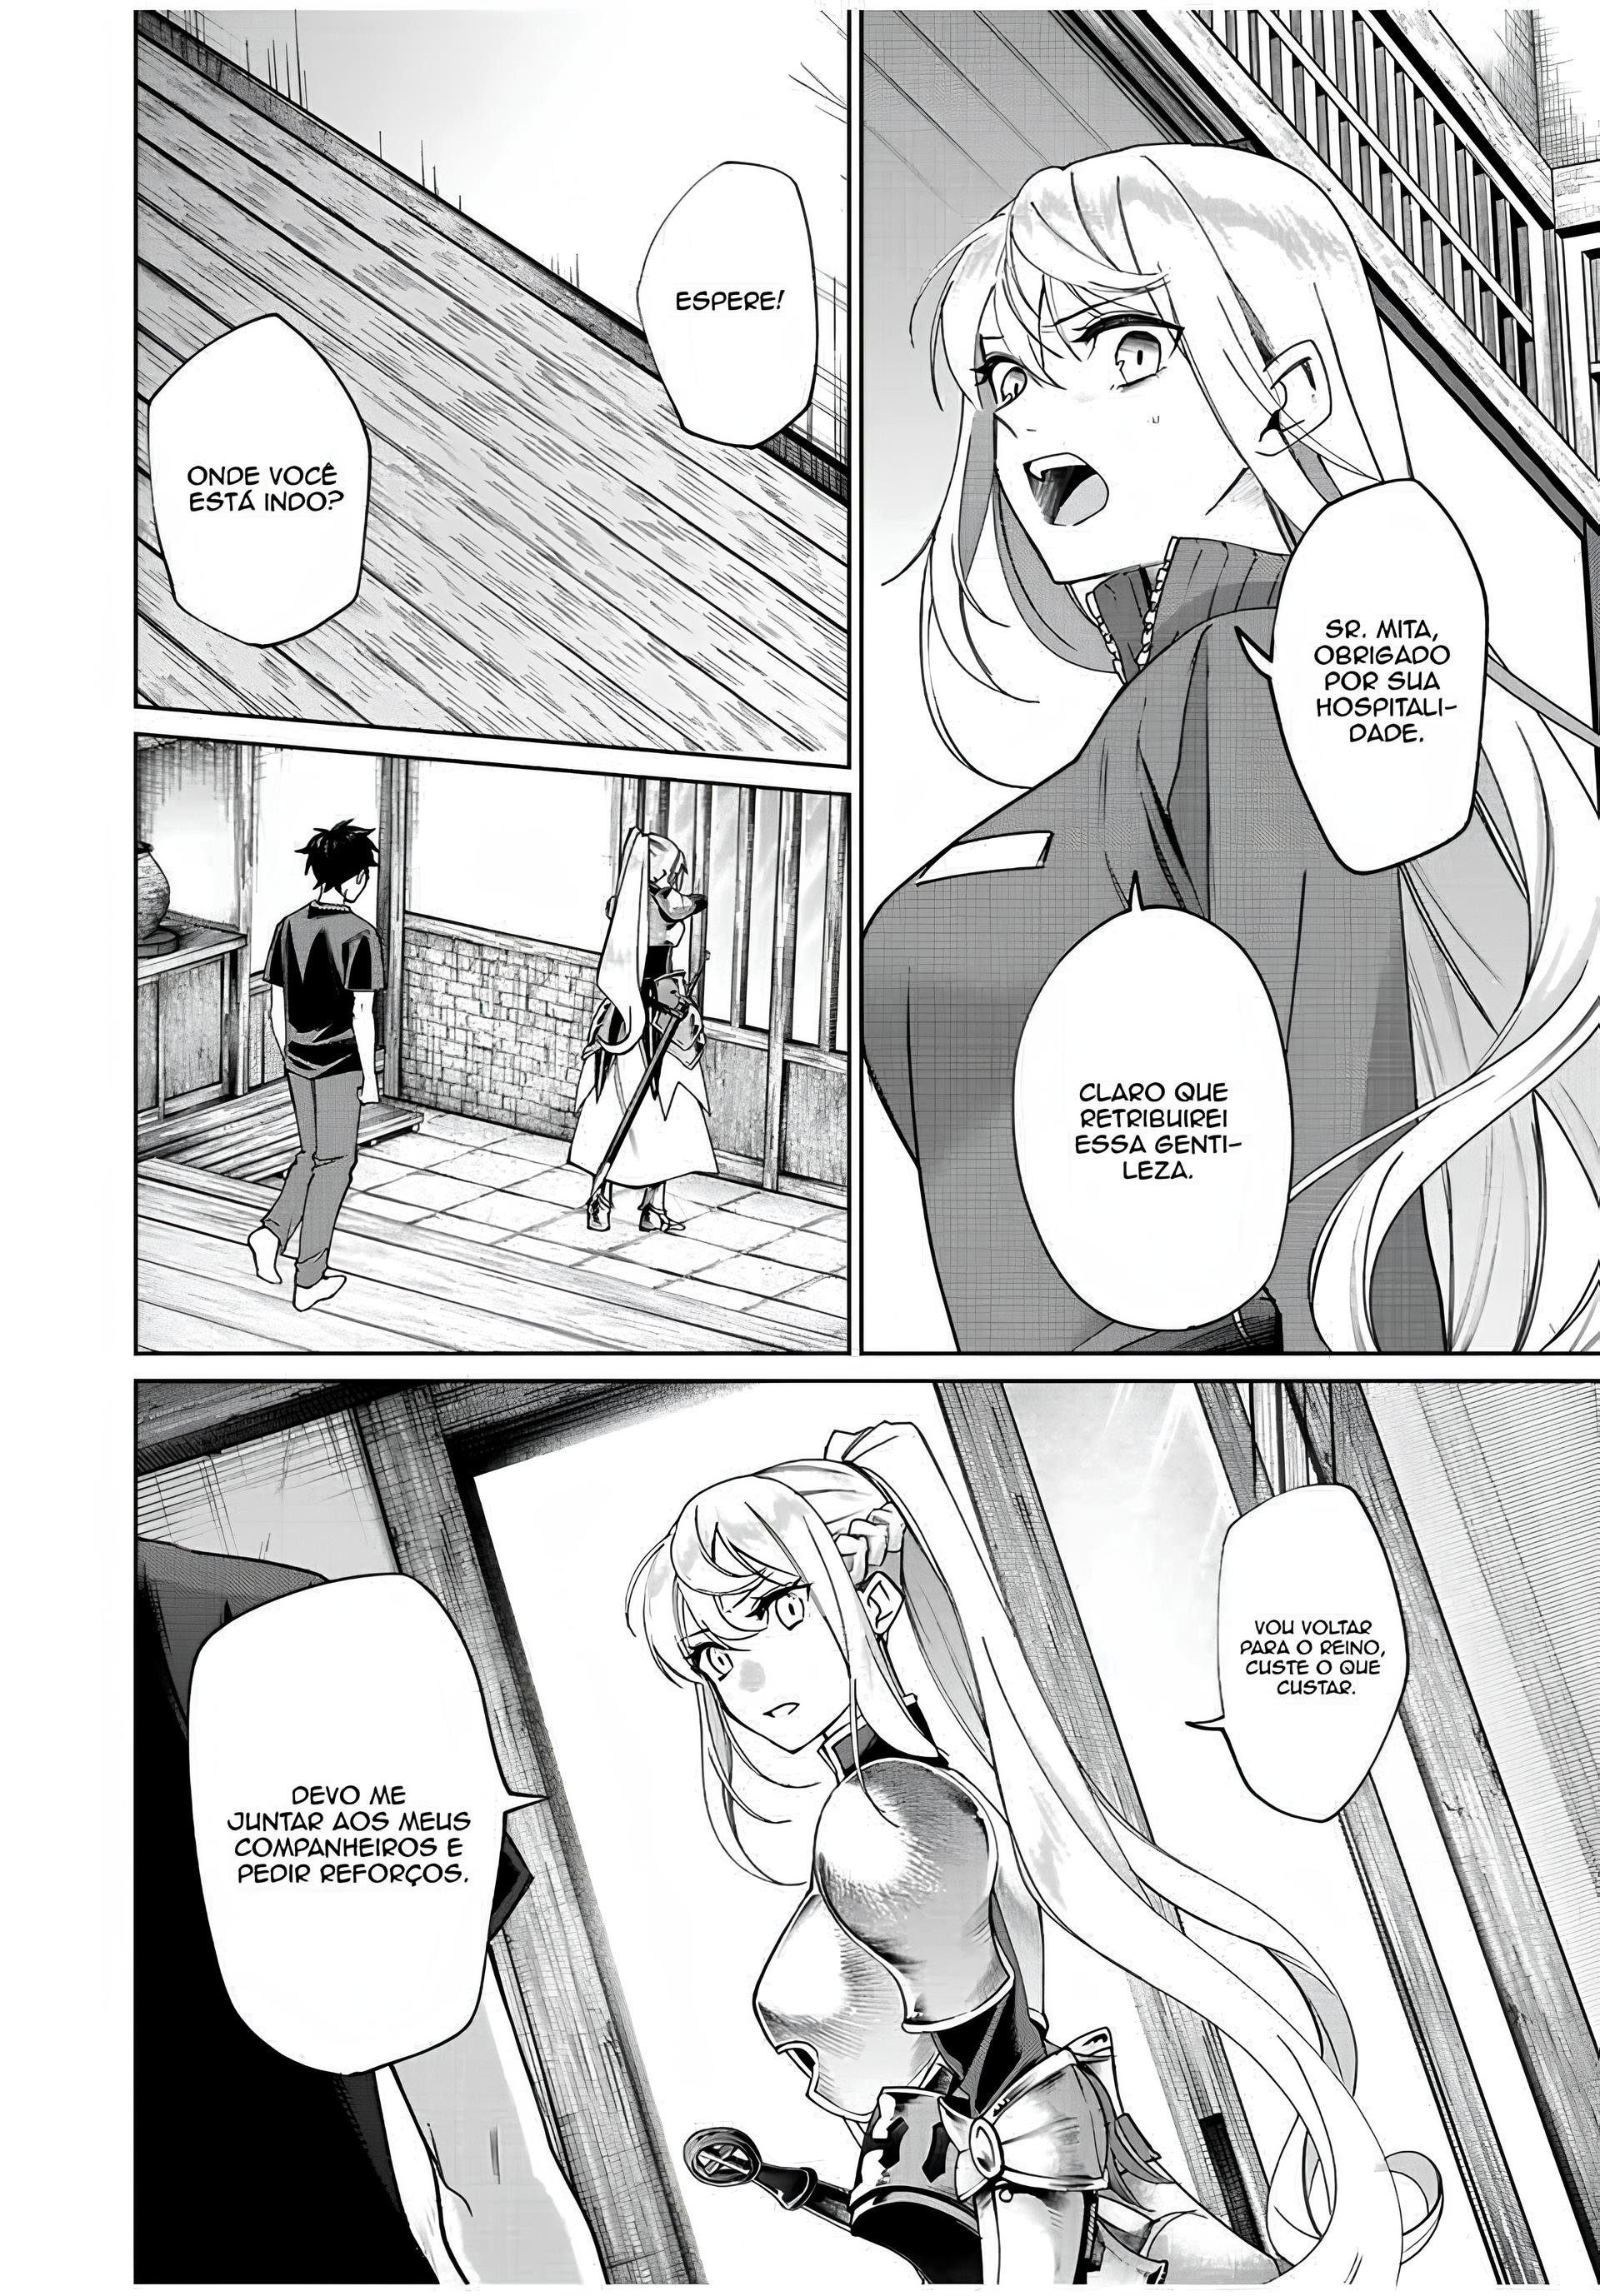 SR. MITA,
OBRIGADO
POR SUA
HOSPITALI-
DADE.
CLARO QUE
RETRIBUIREI
ESSA GENTI-
LEZA.
ESPERE!
ONDE VOCÊ
ESTÁ INDO?
VOU VOLTAR
PARA O REINO,
CUSTE O QUE
CUSTAR.
DEVO ME
JUNTAR AOS MEUS
COMPANHEIROS E
PEDIR REFORÇOS.